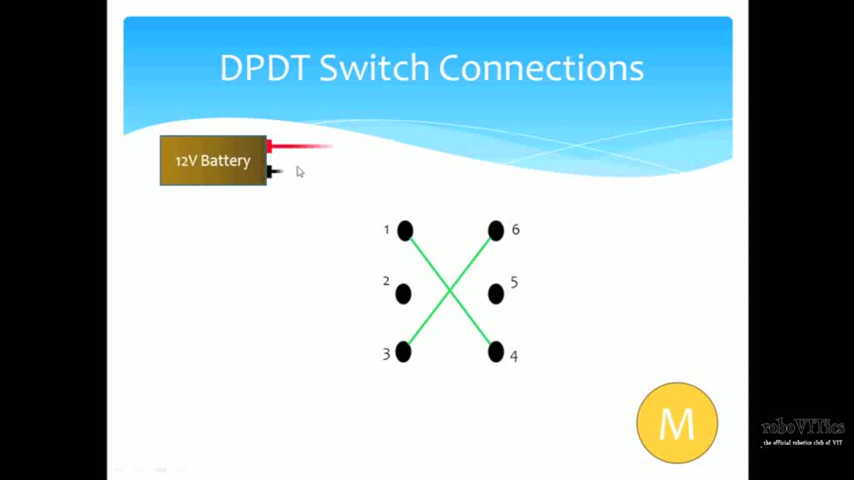 DPDT Switch Connections
12V Battery
1
6
2
5
3
4
M
roboVITics
the official robotics club of VIT